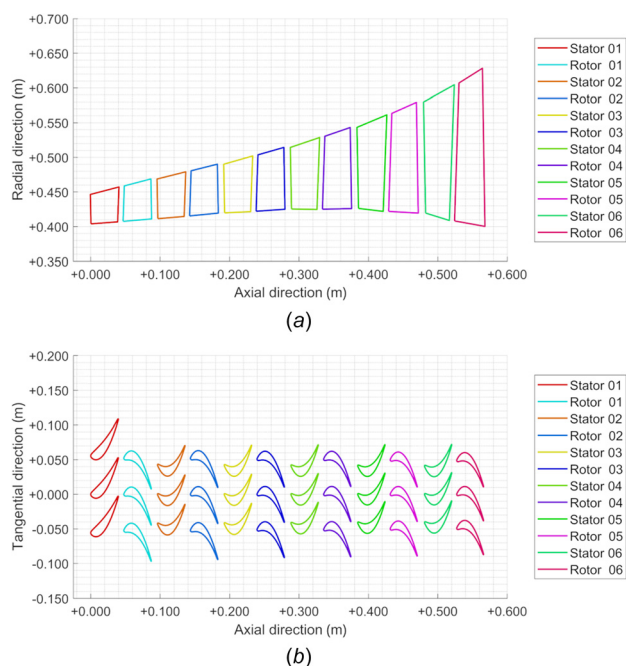 +0.700
+0.650
+0.600
+0.550
+0.500
+0.450
+0.400
+0.350
Radial direction (m)
+0.000 +0.100 +0.200 +0.300 +0.400 +0.500 +0.600
Axial direction (m)
Stator 01
Rotor 01
Stator 02
Rotor 02
Stator 03
Rotor 03
Stator 04
Rotor 04
Stator 05
Rotor 05
Stator 06
Rotor 06
(a)
+0.200
+0.150
+0.100
+0.050
+0.000
-0.050
-0.100
-0.150
Tangential direction (m)
+0.000 +0.100 +0.200 +0.300 +0.400 +0.500 +0.600
Axial direction (m)
Stator 01
Rotor 01
Stator 02
Rotor 02
Stator 03
Rotor 03
Stator 04
Rotor 04
Stator 05
Rotor 05
Stator 06
Rotor 06
(b)